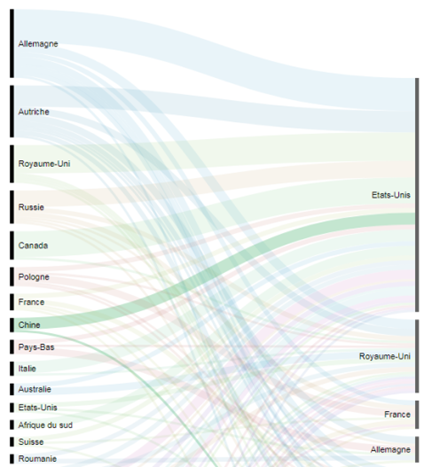 Allemagne
Autriche
Royaume-Uni
Russie
Canada
Pologne
France
Chine
Pays-Bas
Italie
Australie
Etats-Unis
Afrique du sud
Suisse
Roumanie
Etats-Unis
Royaume-Uni
France
Allemagne